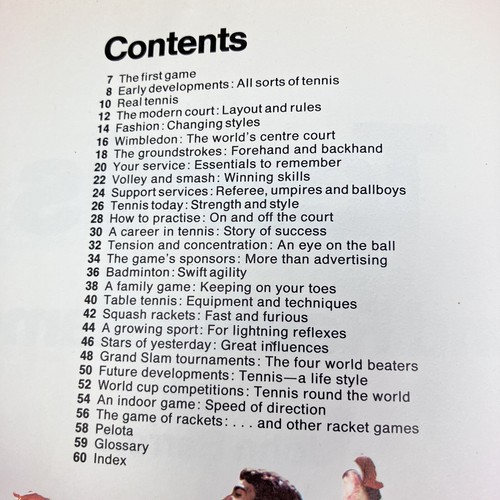 Contents
7 The first game
8 Early developments: All sorts of tennis
10 Real tennis
12 The modern court: Layout and rules
14 Fashion: Changing styles
16 Wimbledon: The world's centre court
18 The groundstrokes: Forehand and backhand
20 Your service: Essentials to remember
22 Volley and smash: Winning skills
24 Support services: Referee, umpires and ballboys
26 Tennis today: Strength and style
28 How to practise: On and off the court
30 A career in tennis: Story of success
32 Tension and concentration: An eye on the ball
34 The game's sponsors: More than advertising
36 Badminton: Swift agility
38 A family game: Keeping on your toes
40 Table tennis: Equipment and techniques
42 Squash rackets: Fast and furious
44 A growing sport: For lightning reflexes
46 Stars of yesterday: Great influences
48 Grand Slam tournaments: The four world beaters
50 Future developments: Tennis—a life style
52 World cup competitions: Tennis round the world
54 An indoor game: Speed of direction
56 The game of rackets: . . . and other racket games
58 Pelota
59 Glossary
60 Index